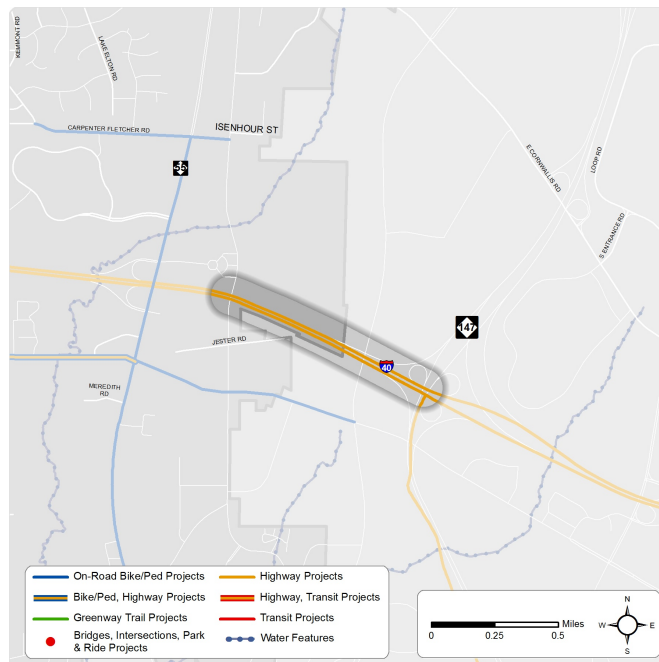 KEMMONT RD
LAKE ELTON RD
CARPENTER FLETCHER RD
ISENHOUR ST
55
E CORNWALLIS RD
LOOP RD
S ENTRANCE RD
147
JESTER RD
40
MEREDITH
RD
On-Road Bike/Ped Projects
Highway Projects
Bike/Ped, Highway Projects
Highway, Transit Projects
Greenway Trail Projects
Transit Projects
Bridges, Intersections, Park
& Ride Projects
Water Features
Miles
0 0.25 0.5
N
W E
S